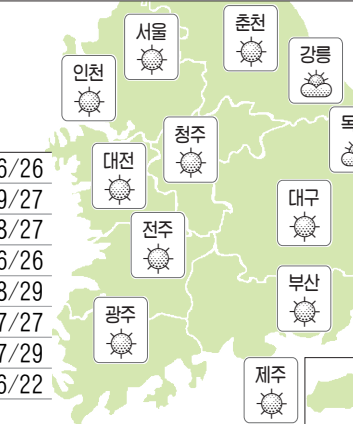 서울
춘천
강릉
인천
청주
대전
대구
전주
부산
광주
제주
6/26
9/27
8/27
6/26
8/29
7/27
7/29
6/22